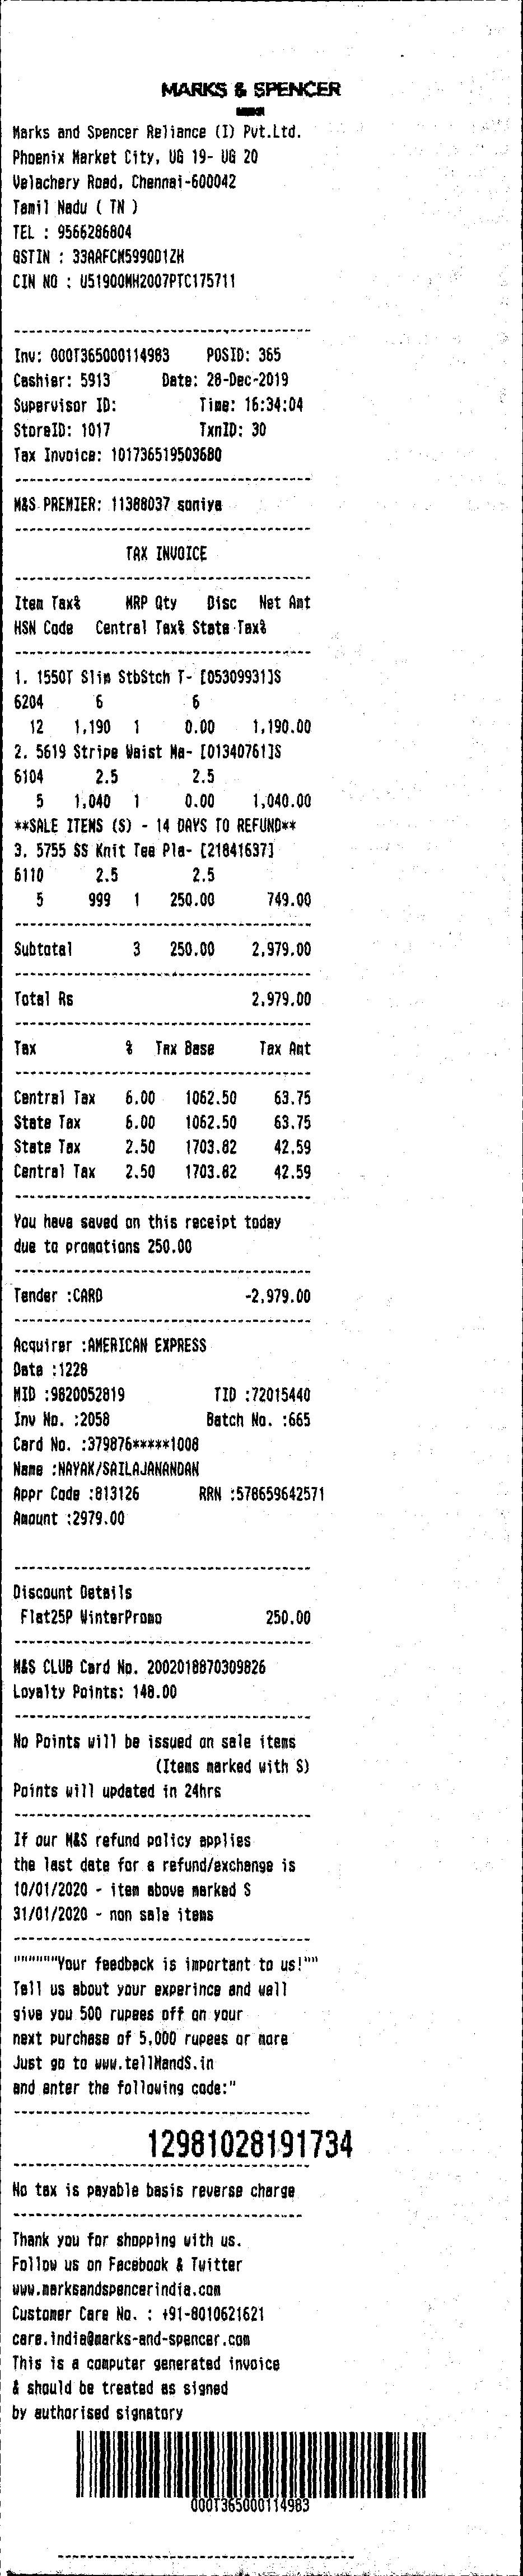 MARKS & SPENCER
Marks and Spencer Reliance (I) Pvt.Ltd.
Phoenix Market City, UG 19- UG 20
Velachery Road, Chennai-600042
Tamil Nadu ( TN )
TEL : 9566286804
GSTIN : 33AAFCM5990D1ZH
CIN NO : U51900MH2007PTC175711
Inv: 000T365000114983 POSID: 365
Cashier: 5913 Date: 28-Dec-2019
Supervisor ID: Time: 16:34:04
StoreID: 1017 TxnID: 30
Tax Invoice: 101736519503680
M&S PREMIER: 11388037 soniya
TAX INVOICE
Item Tax% MRP Qty Disc Net Amt
HSN Code Central Tax% State Tax%
1. 1550T Slim StbStch T- [05309931]S
6204 6 6
12 1,190 1 0.00 1,190.00
2. 5619 Stripe Waist Ma- [01340761]S
6104 2.5 2.5
5 1,040 1 0.00 1,040.00
**SALE ITEMS (S) - 14 DAYS TO REFUND**
3. 5755 SS Knit Tee Pla- [21841637]
6110 2.5 2.5
5 999 1 250.00 749.00
Subtotal 3 250.00 2,979.00
Total Rs 2,979.00
Tax % Tax Base Tax Amt
Central Tax 6.00 1062.50 63.75
State Tax 6.00 1062.50 63.75
State Tax 2.50 1703.82 42.59
Central Tax 2.50 1703.82 42.59
You have saved on this receipt today
due to promotions 250.00
Tender :CARD -2,979.00
Acquirer :AMERICAN EXPRESS
Date :1228
MID :9820052819 TID :72015440
Inv No. :2058 Batch No. :665
Card No. :379876*****1008
Name :NAYAK/SAILAJANANDAN
Appr Code :813126 RRN :578659642571
Amount :2979.00
Discount Details
Flat25P WinterPromo 250.00
M&S CLUB Card No. 2002018870309826
Loyalty Points: 148.00
No Points will be issued on sale items
(Items marked with S)
Points will updated in 24hrs
If our M&S refund policy applies
the last date for a refund/exchange is
10/01/2020 - item above marked S
31/01/2020 - non sale items
""""""Your feedback is important to us!""
Tell us about your experince and well
give you 500 rupees off on your
next purchase of 5,000 rupees or more
Just go to www.tellMandS.in
and enter the following code:"
12981028191734
No tax is payable basis reverse charge
Thank you for shopping with us.
Follow us on Facebook & Twitter
www.marksandspencerindia.com
Customer Care No. : +91-8010621621
care.india@marks-and-spencer.com
This is a computer generated invoice
& should be treated as signed
by authorised signatory
000T365000114983